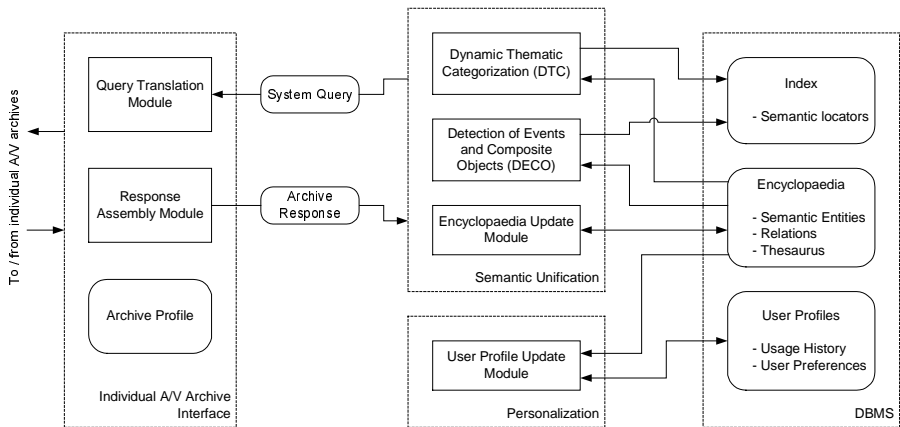 To / from individual A/V archives
Query Translation
Module
Response
Assembly Module
Archive Profile
Individual A/V Archive
Interface
System Query
Archive
Response
Dynamic Thematic
Categorization (DTC)
Detection of Events
and Composite
Objects (DECO)
Encyclopaedia Update
Module
Semantic Unification
User Profile Update
Module
Personalization
Index
- Semantic locators
Encyclopaedia
- Semantic Entities
- Relations
- Thesaurus
User Profiles
- Usage History
- User Preferences
DBMS